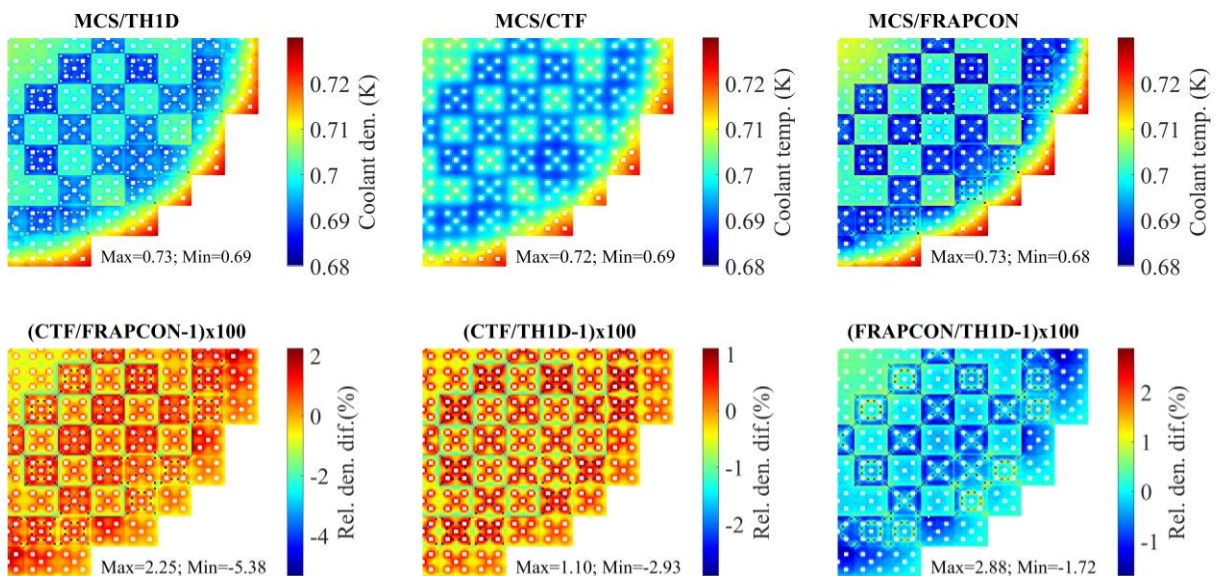 MCS/TH1D
MCS/CTF
MCS/FRAPCON
0.72
0.71
0.7
0.69
0.68
Coolant den. (K)
Max=0.73; Min=0.69
0.72
0.71
0.7
0.69
0.68
Coolant temp. (K)
Max=0.72; Min=0.69
0.72
0.71
0.7
0.69
0.68
Coolant temp. (K)
Max=0.73; Min=0.68
(CTF/FRAPCON-1)x100
(CTF/TH1D-1)x100
(FRAPCON/TH1D-1)x100
2
0
-2
-4
Rel. den. dif.(%)
Max=2.25; Min=-5.38
1
0
-1
-2
Rel. den. dif.(%)
Max=1.10; Min=-2.93
2
1
0
-1
Rel. den. dif.(%)
Max=2.88; Min=-1.72